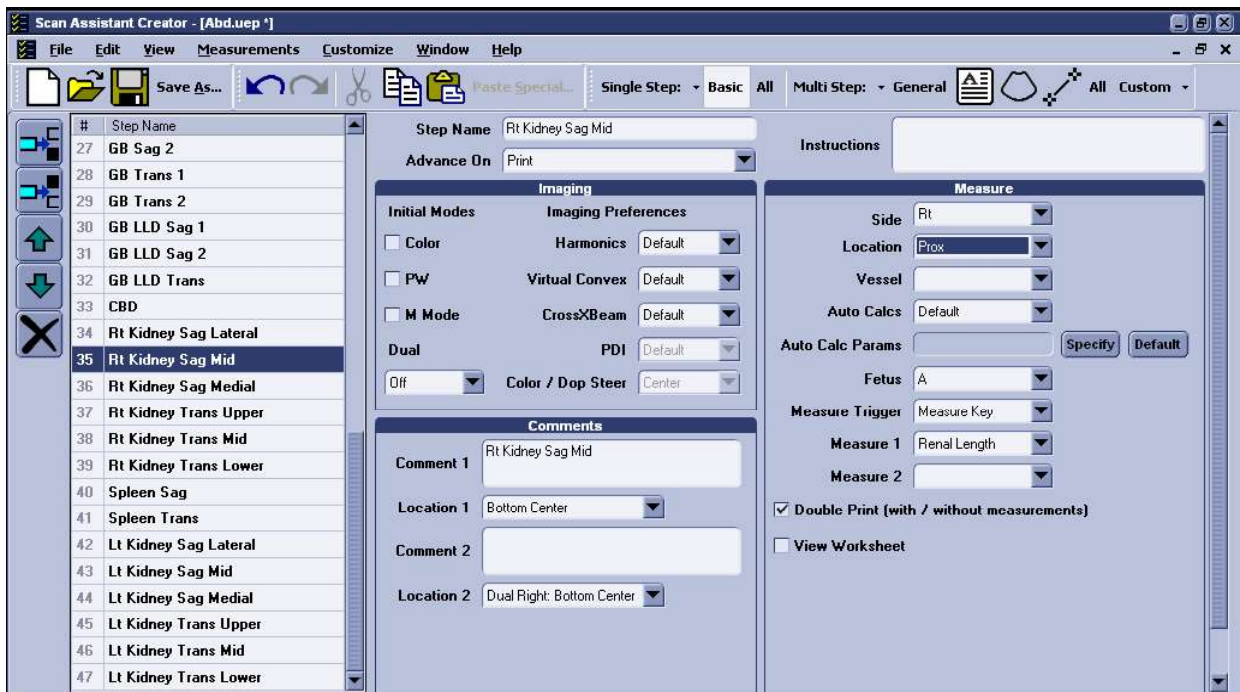 Scan Assistant Creator - [Abd.uep *]
File Edit View Measurements Customize Window Help
Save As... Paste Special... Single Step: Basic All Multi Step: General All Custom
# Step Name
27 GB Sag 2
28 GB Trans 1
29 GB Trans 2
30 GB LLD Sag 1
31 GB LLD Sag 2
32 GB LLD Trans
33 CBD
34 Rt Kidney Sag Lateral
35 Rt Kidney Sag Mid
36 Rt Kidney Sag Medial
37 Rt Kidney Trans Upper
38 Rt Kidney Trans Mid
39 Rt Kidney Trans Lower
40 Spleen Sag
41 Spleen Trans
42 Lt Kidney Sag Lateral
43 Lt Kidney Sag Mid
44 Lt Kidney Sag Medial
45 Lt Kidney Trans Upper
46 Lt Kidney Trans Mid
47 Lt Kidney Trans Lower
Step Name Rt Kidney Sag Mid
Advance On Print
Instructions
Imaging
Initial Modes Imaging Preferences
Color Harmonics Default
PW Virtual Convex Default
M Mode CrossXBeam Default
Dual PDI Default
Off Color / Dop Steer Center
Comments
Comment 1 Rt Kidney Sag Mid
Location 1 Bottom Center
Comment 2
Location 2 Dual Right: Bottom Center
Measure
Side Rt
Location Prox
Vessel
Auto Calcs Default
Auto Calc Params Specify Default
Fetus A
Measure Trigger Measure Key
Measure 1 Renal Length
Measure 2
Double Print (with / without measurements)
View Worksheet